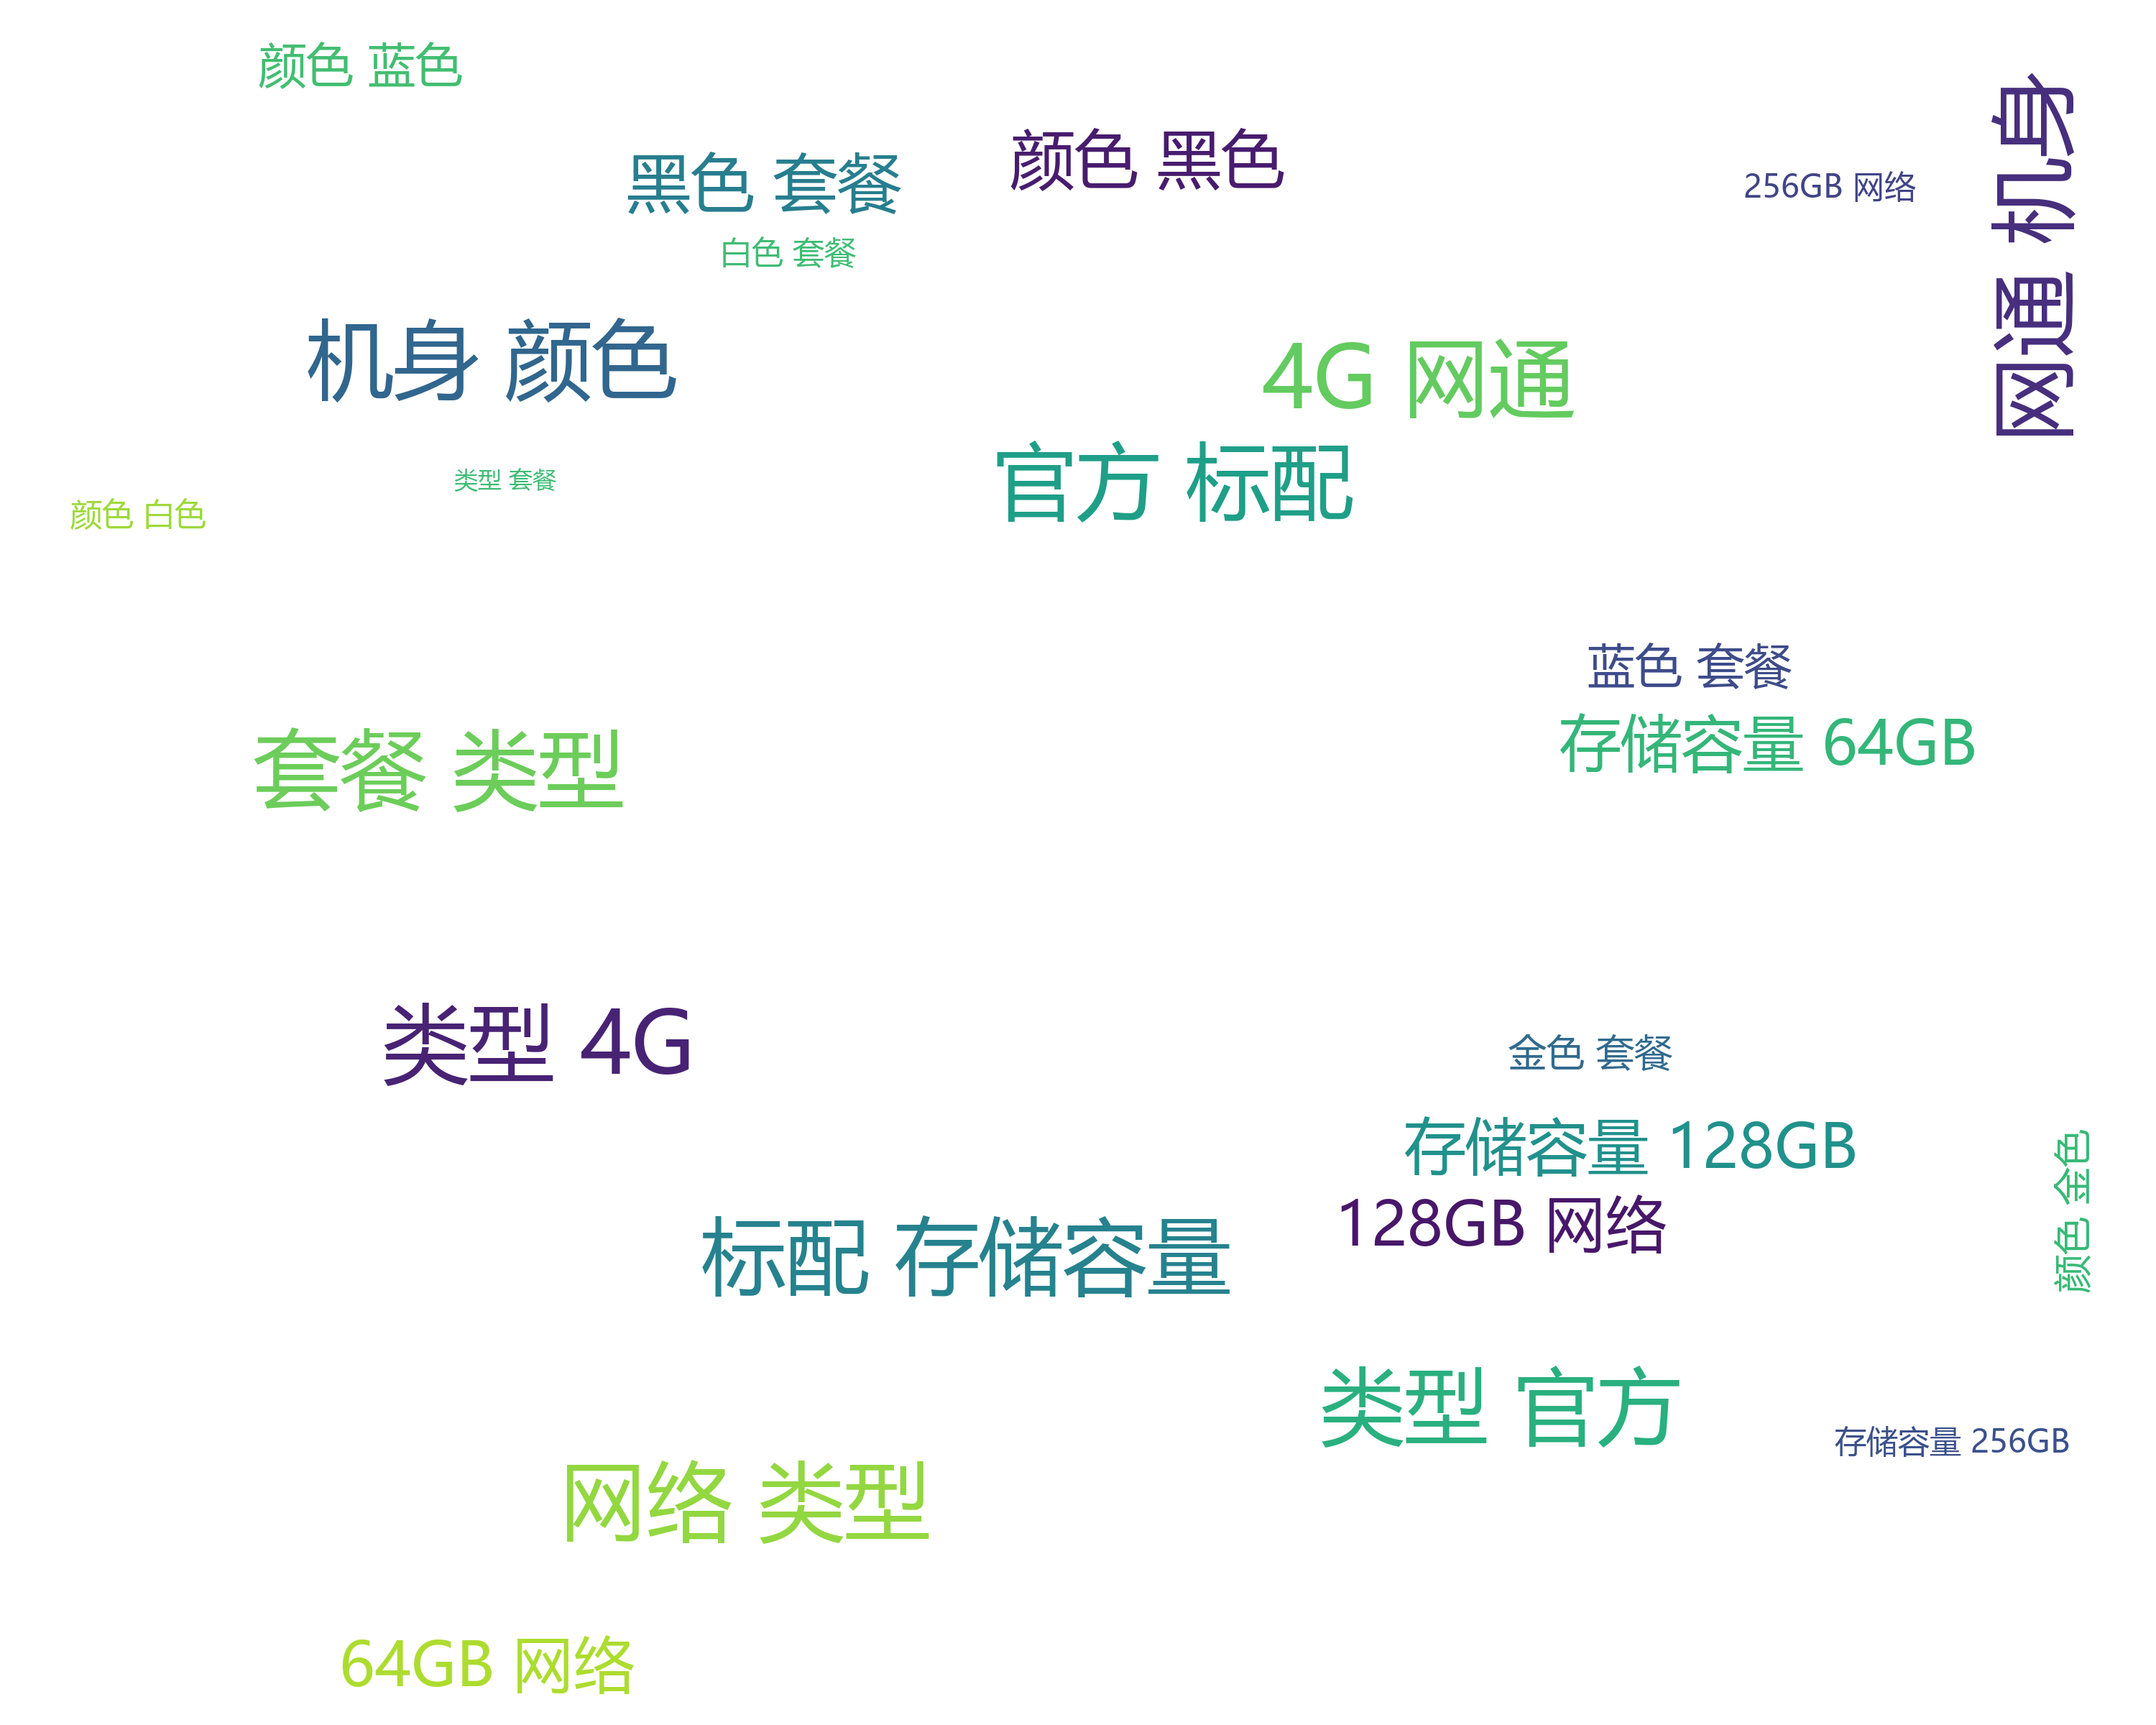 颜色 蓝色
颜色 黑色
黑色 套餐
256GB 网络
网通 机身
白色 套餐
机身 颜色
4G 网通
官方 标配
类型 套餐
颜色 白色
蓝色 套餐
存储容量 64GB
套餐 类型
类型 4G
金色 套餐
存储容量 128GB
128GB 网络
颜色 金色
标配 存储容量
类型 官方
存储容量 256GB
网络 类型
64GB 网络